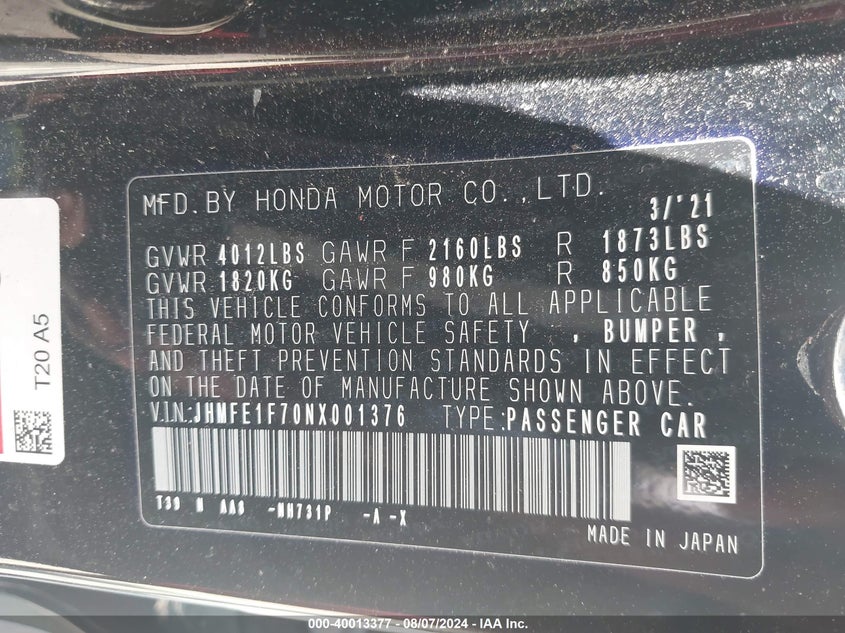 MFD. BY HONDA MOTOR CO., LTD.
3/'21
GVWR 4012LBS GAWR F 2160LBS R 1873LBS
GVWR 1820KG GAWR F 980KG R 850KG
THIS VEHICLE CONFORMS TO ALL APPLICABLE
FEDERAL MOTOR VEHICLE SAFETY , BUMPER ,
AND THEFT PREVENTION STANDARDS IN EFFECT
ON THE DATE OF MANUFACTURE SHOWN ABOVE.
V.I.N.:JHMFE1F70NX001376 TYPE:PASSENGER CAR
T39 N AA9 -NH731P -A -X
MADE IN JAPAN
T20 A5
000-40013377 - 08/07/2024 - IAA Inc.